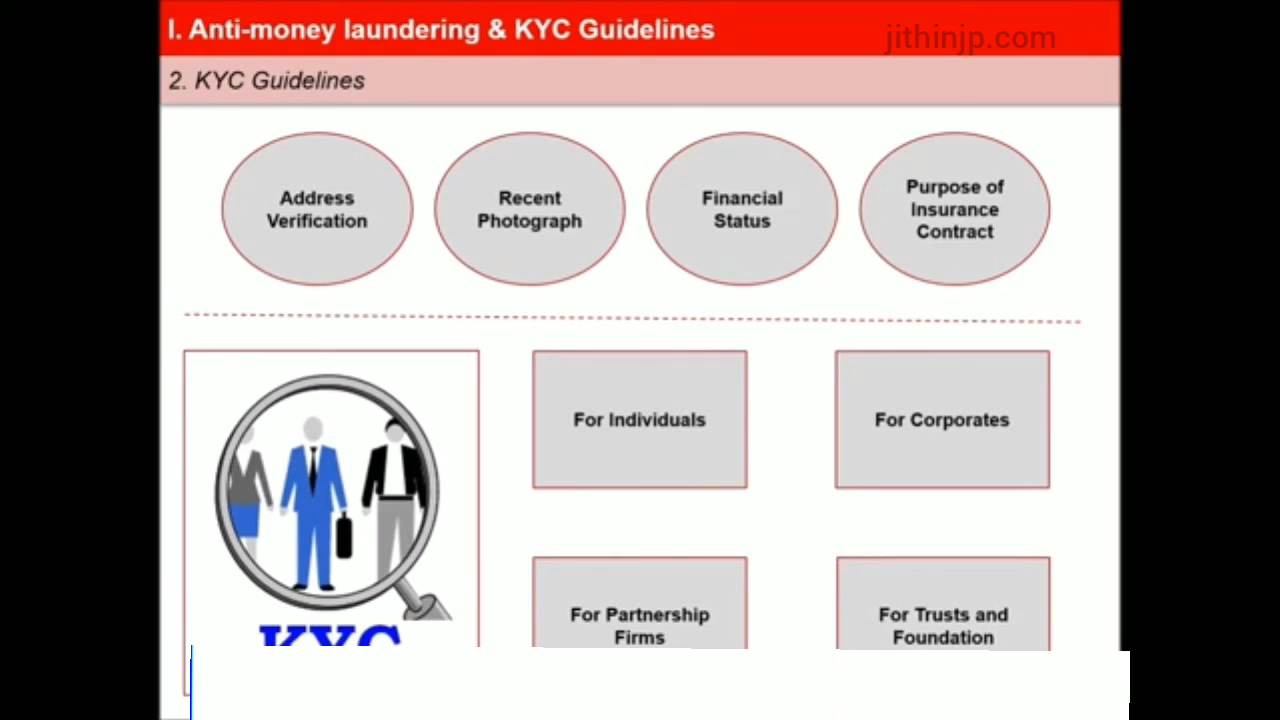 I. Anti-money laundering & KYC Guidelines
jithinjp.com
2. KYC Guidelines
Address
Verification
Recent
Photograph
Financial
Status
Purpose of
Insurance
Contract
For Individuals
For Corporates
KYC
For Partnership
Firms
For Trusts and
Foundation